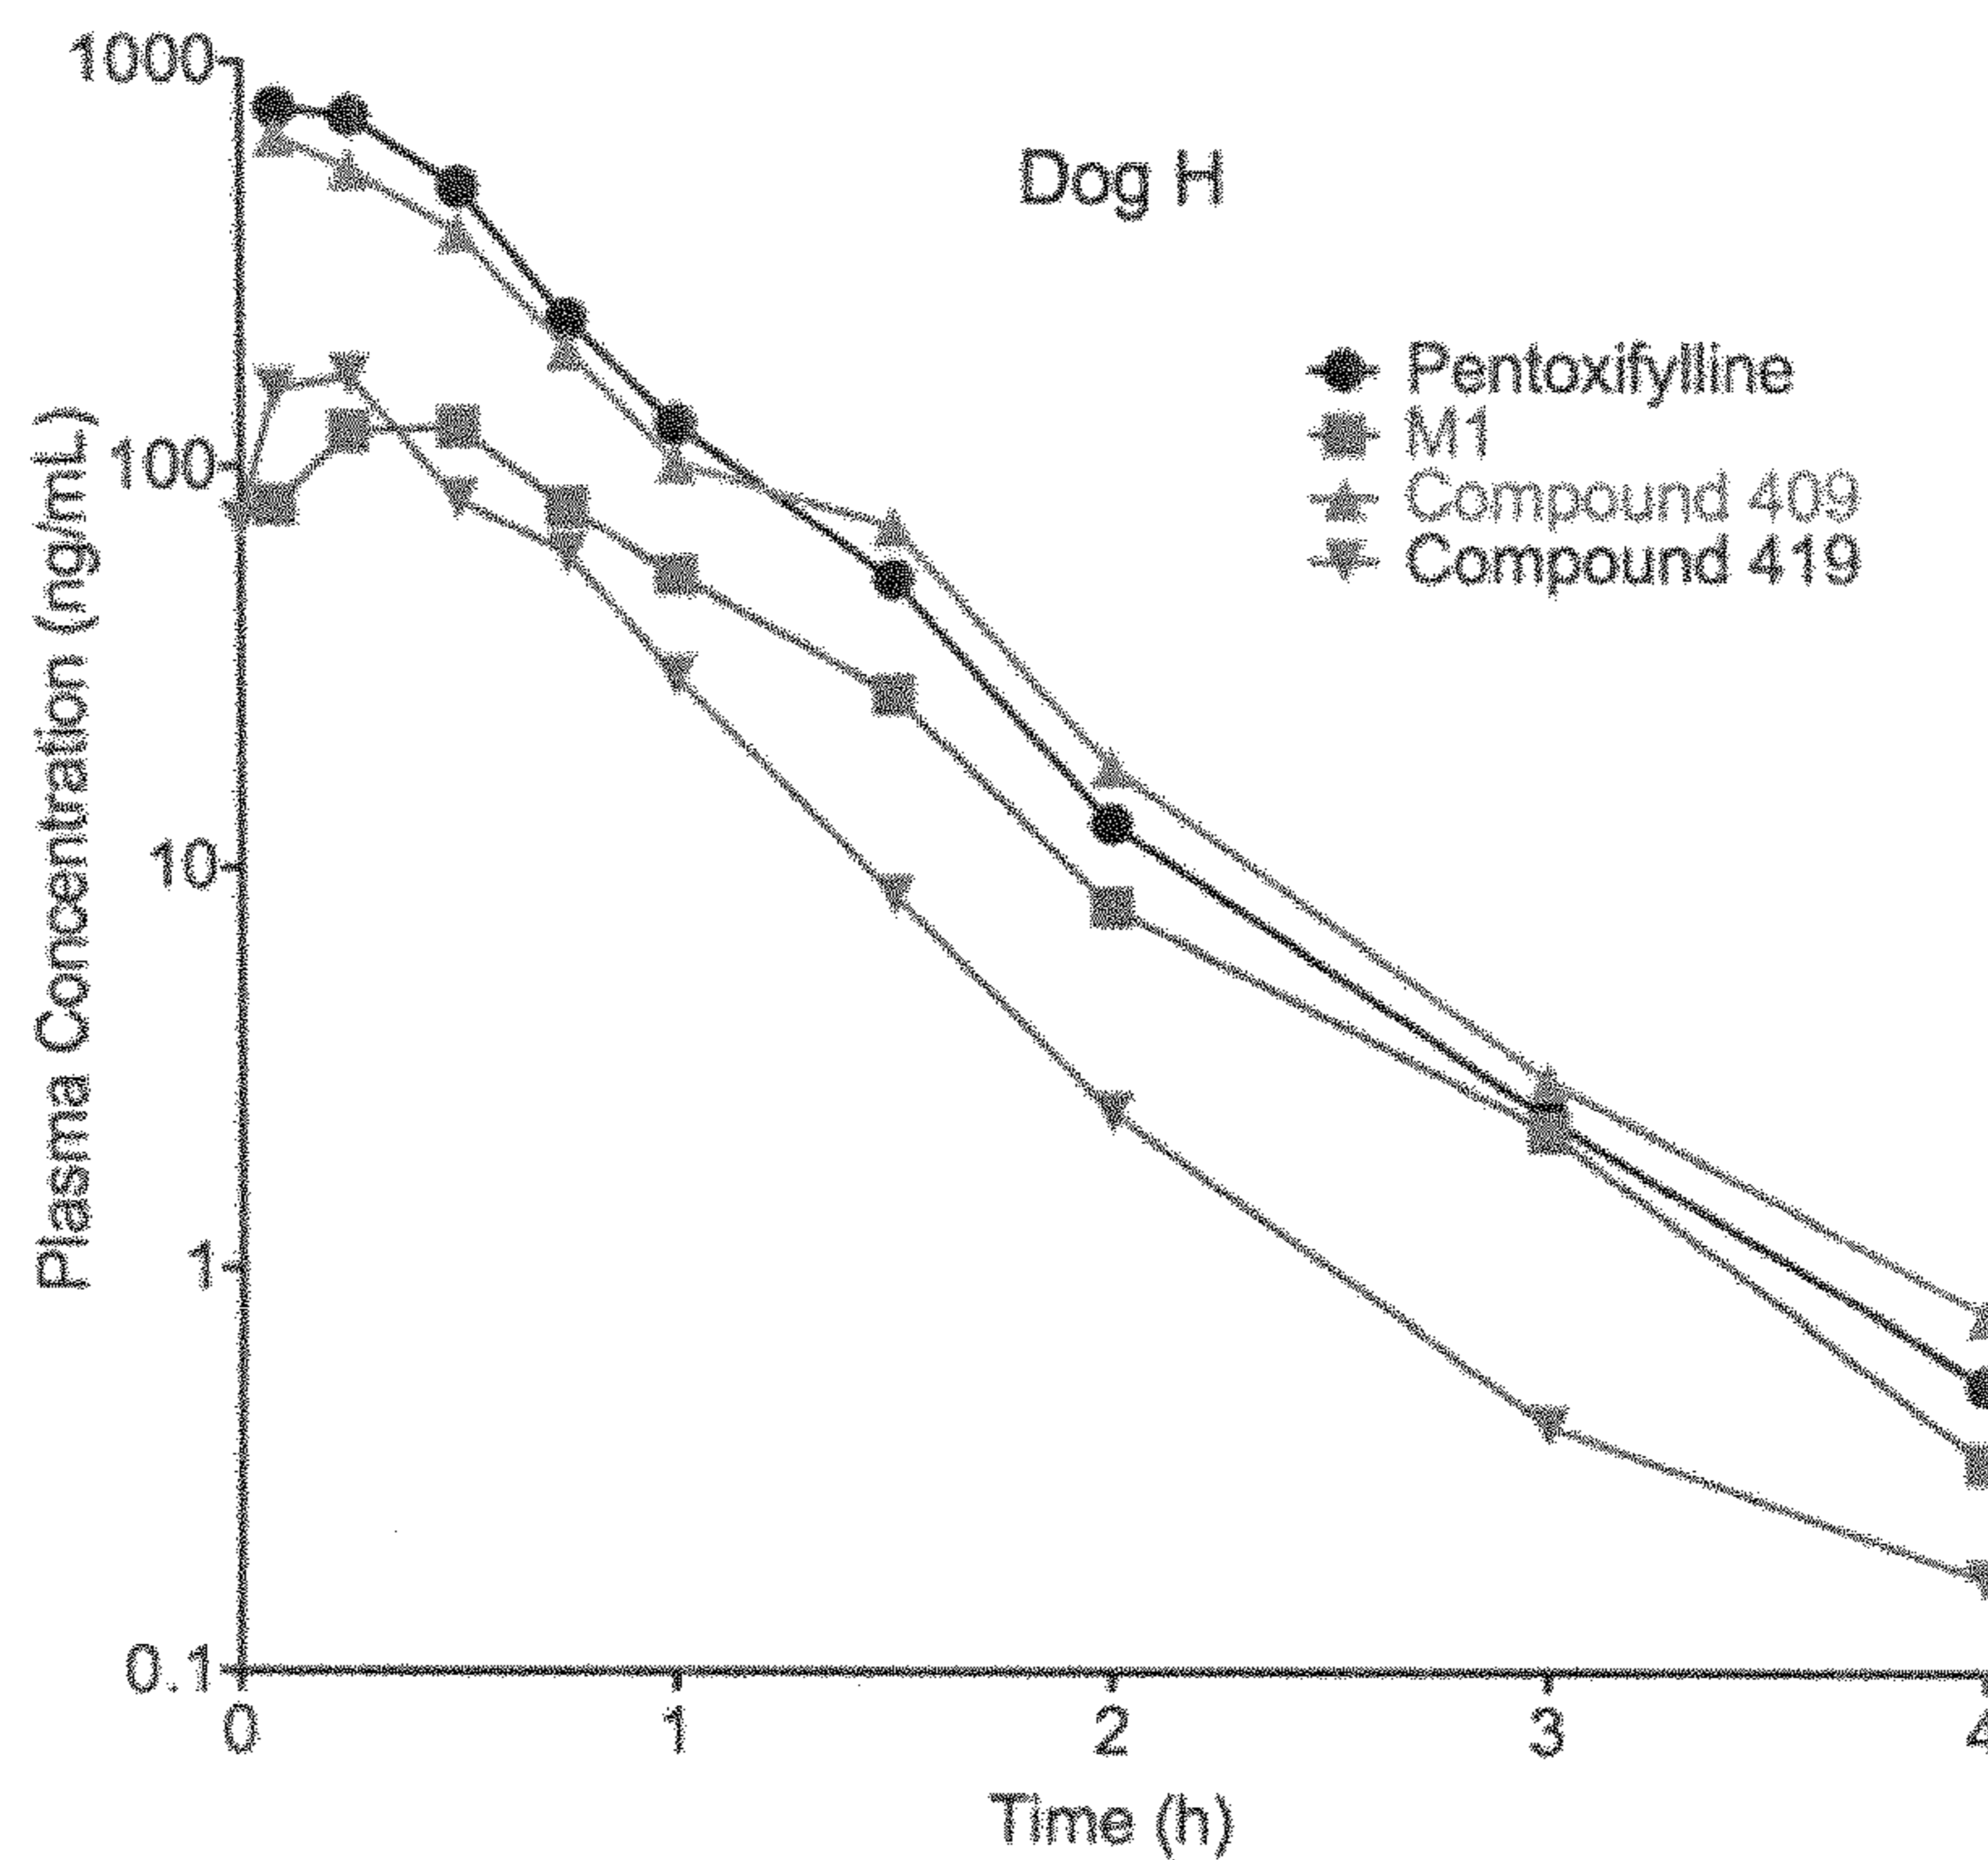 1000
Dog H
Pentoxifylline
M1
Compound 409
Compound 419
Plasma Concentration (ng/mL)
100
10
1
0.1
0 1 2 3 4
Time (h)